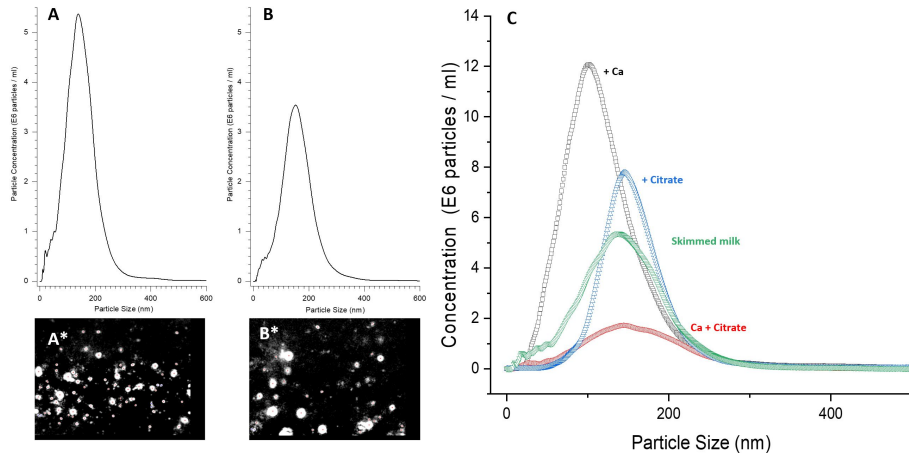 A
Particle Concentration (E6 particles / ml)
5
4
3
2
1
0
0 200 400 600
Particle Size (nm)
A*
B
Particle Concentration (E6 particles / ml)
5
4
3
2
1
0
0 200 400 600
Particle Size (nm)
B*
C
Concentration (E6 particles / ml)
14
12
10
8
6
4
2
0
0 200 400
Particle Size (nm)
+ Ca
+ Citrate
Skimmed milk
Ca + Citrate